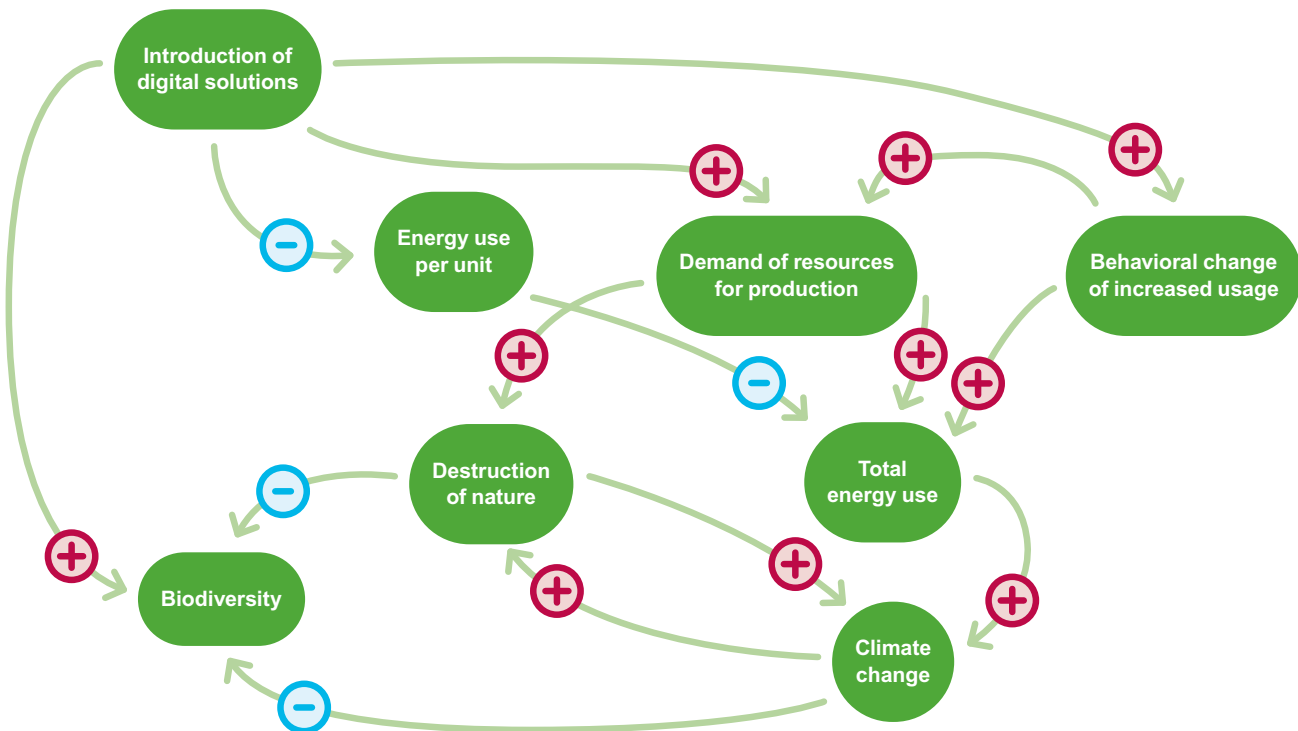 Introduction of
digital solutions
+
+
+
−
Energy use
per unit
Demand of resources
for production
Behavioral change
of increased usage
+
+
+
−
Destruction
of nature
Total
energy use
−
+
+
+
+
Biodiversity
Climate
change
−